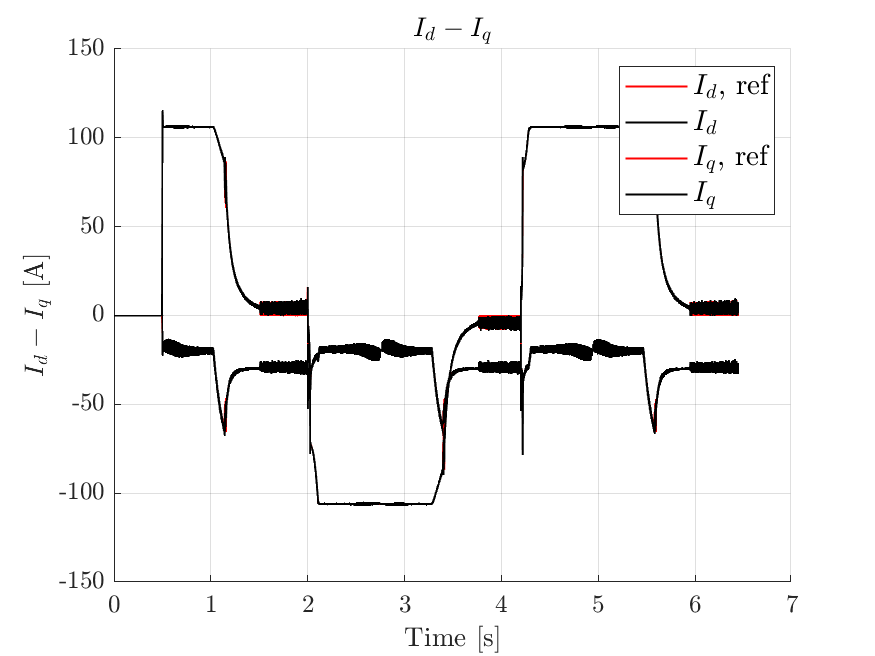 I_d − I_q
150
100
50
0
-50
-100
-150
I_d − I_q [A]
I_d, ref
I_d
I_q, ref
I_q
0 1 2 3 4 5 6 7
Time [s]